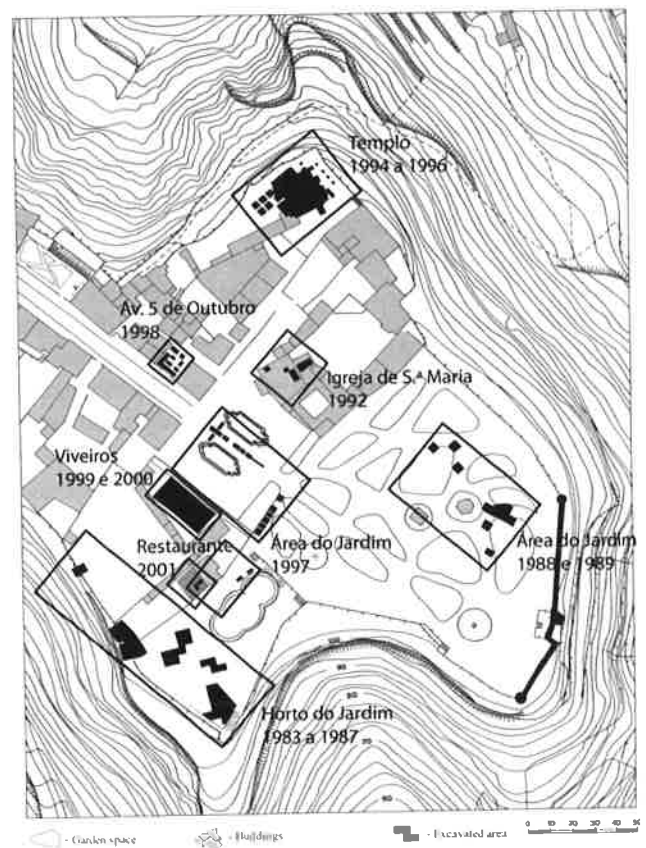 Templo
1994 a 1996
Av. 5 de Outubro
1998
Igreja de S.ª Maria
1992
Viveiros
1999 e 2000
Restaurante
2001
Área do Jardim
1997
Área do Jardim
1988 e 1989
Horto do Jardim
1983 a 1987
- Garden space
- Buildings
- Excavated area
0 10 20 30 40 50